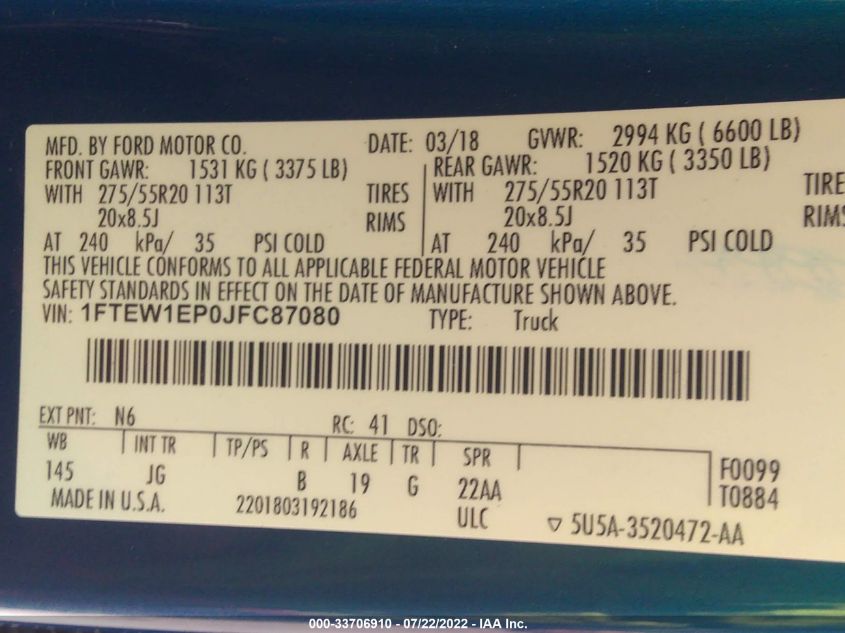 MFD. BY FORD MOTOR CO. DATE: 03/18 GVWR: 2994 KG ( 6600 LB)
FRONT GAWR: 1531 KG ( 3375 LB) REAR GAWR: 1520 KG ( 3350 LB)
WITH 275/55R20 113T TIRES WITH 275/55R20 113T TIRE
20x8.5J RIMS 20x8.5J RIMS
AT 240 kPa/ 35 PSI COLD AT 240 kPa/ 35 PSI COLD
THIS VEHICLE CONFORMS TO ALL APPLICABLE FEDERAL MOTOR VEHICLE
SAFETY STANDARDS IN EFFECT ON THE DATE OF MANUFACTURE SHOWN ABOVE.
VIN: 1FTEW1EP0JFC87080 TYPE: Truck
EXT PNT: N6 RC: 41 DSO:
WB INT TR TP/PS R AXLE TR SPR
145 JG B 19 G 22AA F0099
MADE IN U.S.A. 2201803192186 ULC T0884
▽ 5U5A-3520472-AA
000-33706910 - 07/22/2022 - IAA Inc.